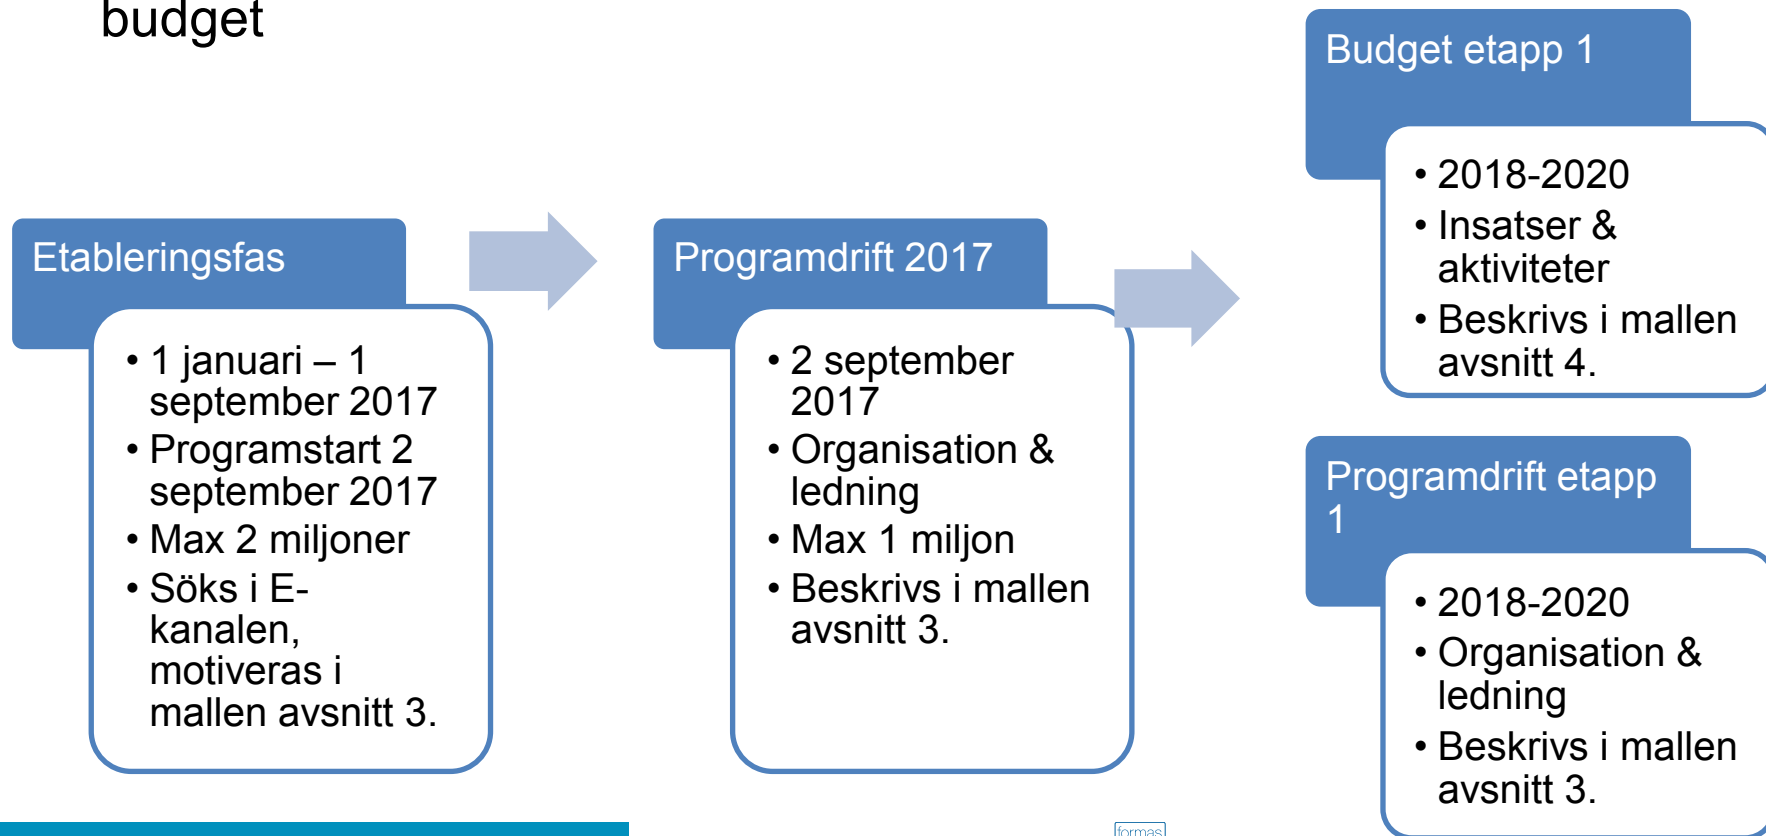 budget
Etableringsfas
• 1 januari – 1
september 2017
• Programstart 2
september 2017
• Max 2 miljoner
• Söks i E-
kanalen,
motiveras i
mallen avsnitt 3.
Programdrift 2017
• 2 september
2017
• Organisation &
ledning
• Max 1 miljon
• Beskrivs i mallen
avsnitt 3.
Budget etapp 1
• 2018-2020
• Insatser &
aktiviteter
• Beskrivs i mallen
avsnitt 4.
Programdrift etapp
1
• 2018-2020
• Organisation &
ledning
• Beskrivs i mallen
avsnitt 3.
formas